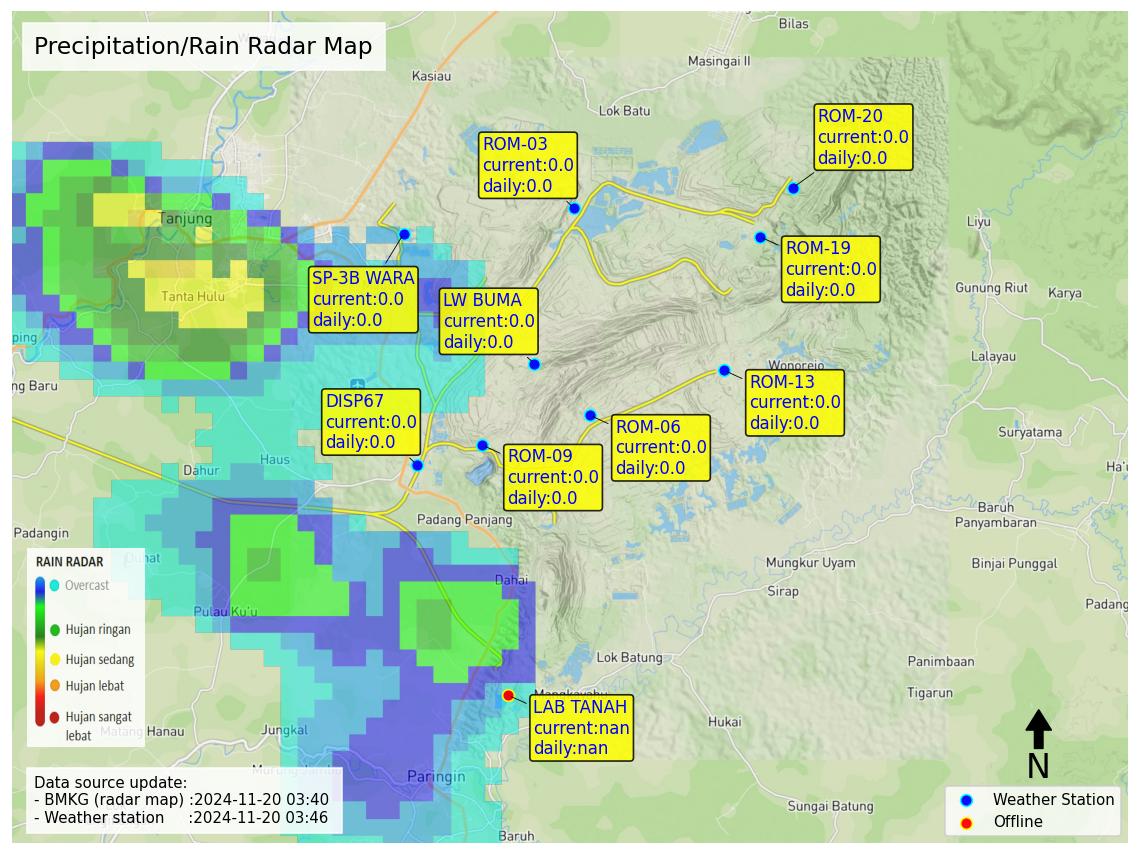 Precipitation/Rain Radar Map
Bilas
Masingai II
Kasiau
Lok Batu
ROM-20
current:0.0
daily:0.0
ROM-03
current:0.0
daily:0.0
Tanjung
Liyu
ROM-19
current:0.0
daily:0.0
SP-3B WARA
current:0.0
daily:0.0
LW BUMA
current:0.0
daily:0.0
Tanta Hulu
Gunung Riut
Karya
ping
Lalayau
Wonorejo
ng Baru
ROM-13
current:0.0
daily:0.0
DISP67
current:0.0
daily:0.0
ROM-06
current:0.0
daily:0.0
Suryatama
ROM-09
current:0.0
daily:0.0
Haus
Dahur
Ha'u
Baruh
Panyambaran
Padang Panjang
Padangin
Mungkur Uyam
Binjai Punggal
Dahai
Sirap
Padang
Pulau Ku'u
RAIN RADAR
Overcast
Hujan ringan
Hujan sedang
Hujan lebat
Hujan sangat
lebat
Lok Batung
Panimbaan
Tigarun
Mangkayahu
LAB TANAH
current:nan
daily:nan
Hukai
Matang Hanau
Jungkal
Paringin
Sungai Batung
Baruh
N
Data source update:
- BMKG (radar map) :2024-11-20 03:40
- Weather station :2024-11-20 03:46
Weather Station
Offline